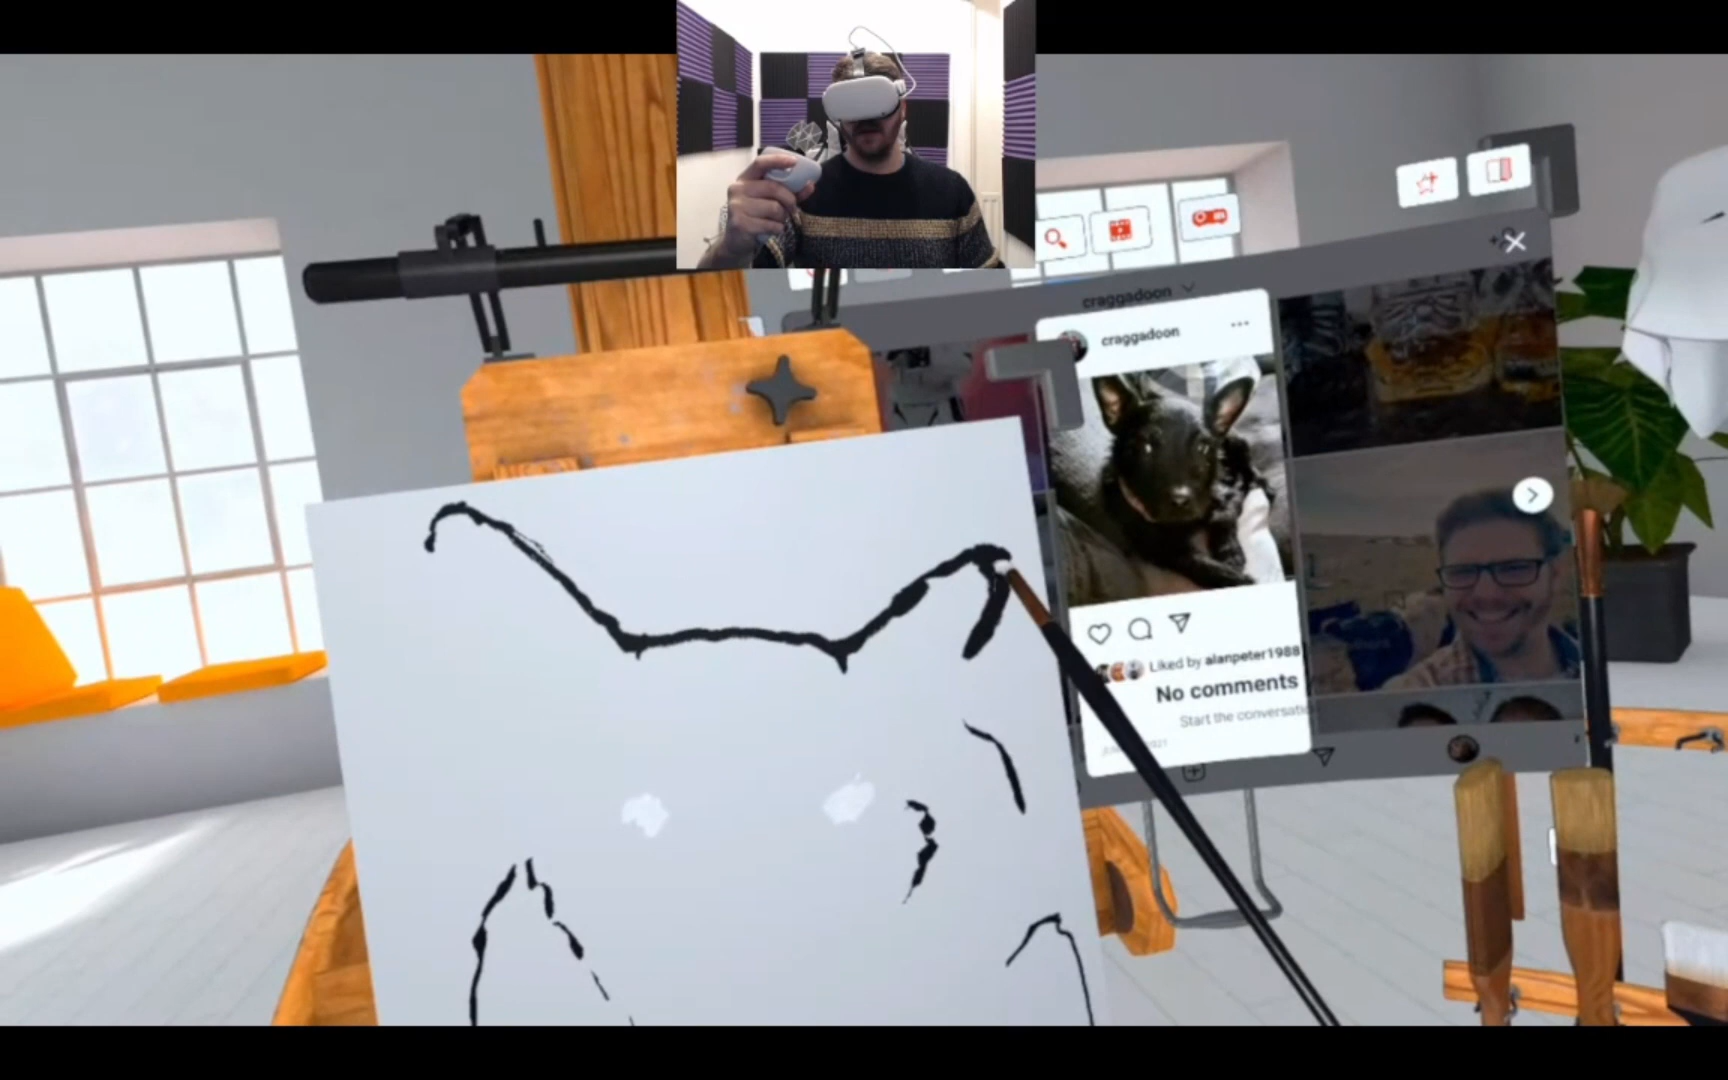 craggadoon
craggadoon
Liked by alanpeter1988
No comments
Start the conversati